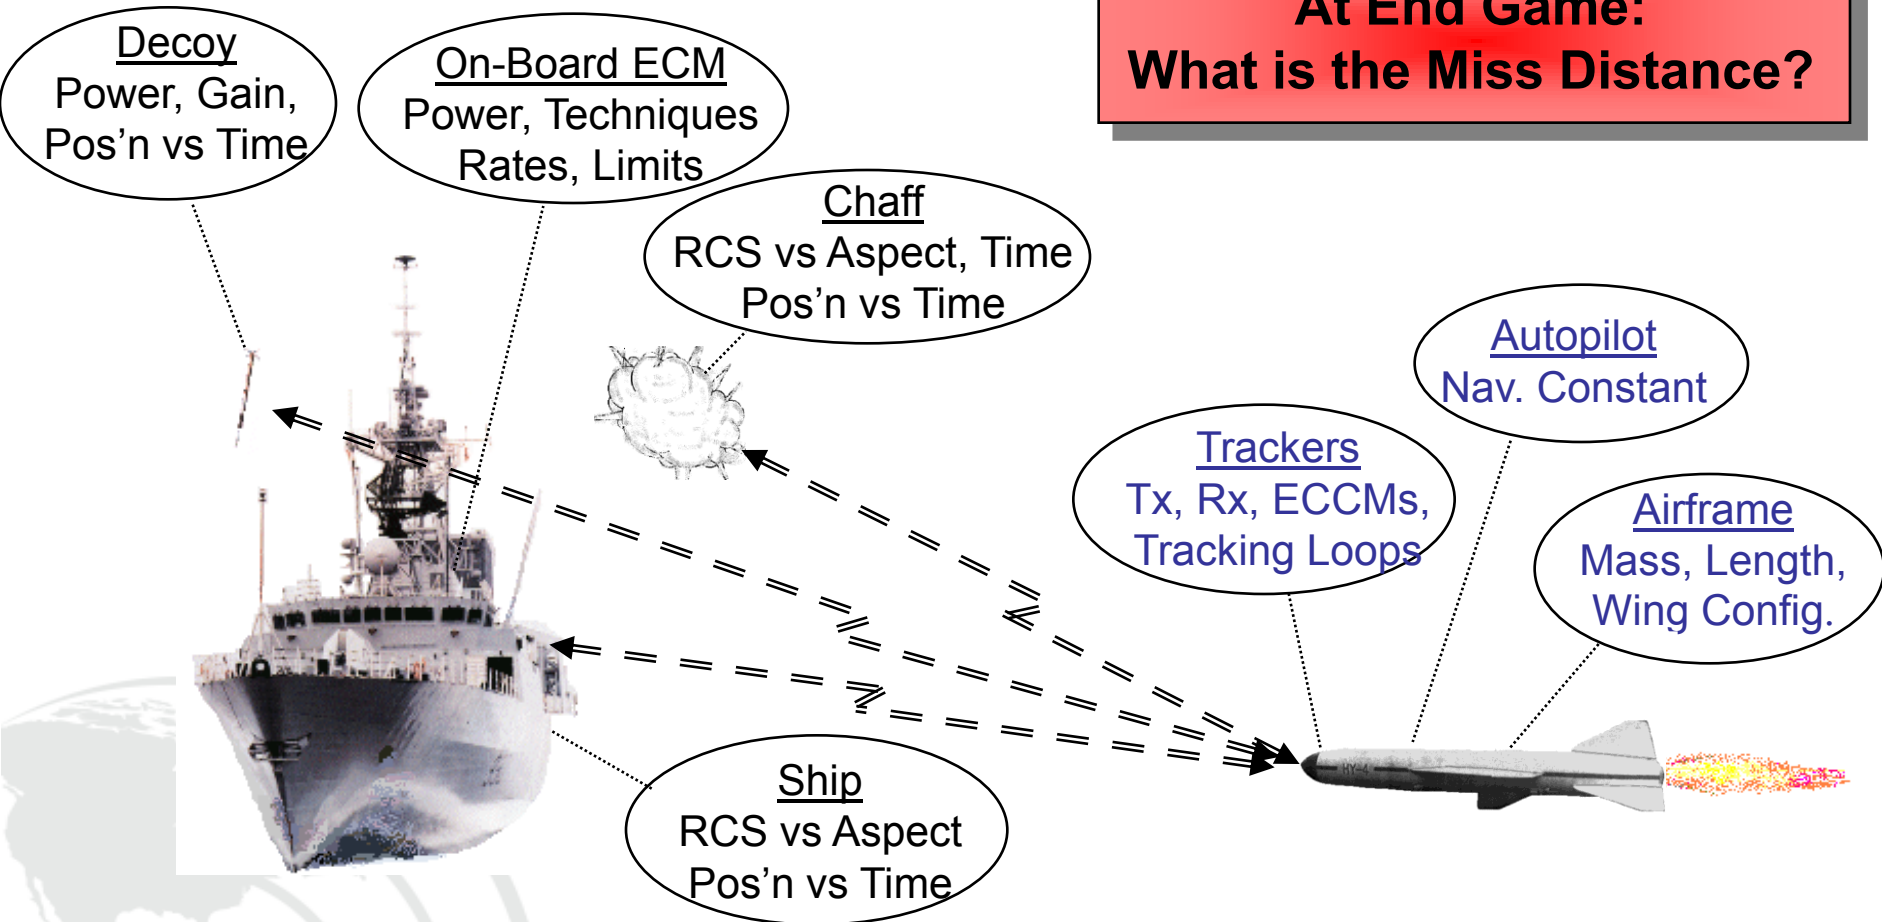 At End Game:
What is the Miss Distance?
Decoy
Power, Gain,
Pos'n vs Time
On-Board ECM
Power, Techniques
Rates, Limits
Chaff
RCS vs Aspect, Time
Pos'n vs Time
Autopilot
Nav. Constant
Trackers
Tx, Rx, ECCMs,
Tracking Loops
Airframe
Mass, Length,
Wing Config.
Ship
RCS vs Aspect
Pos'n vs Time
HY-4